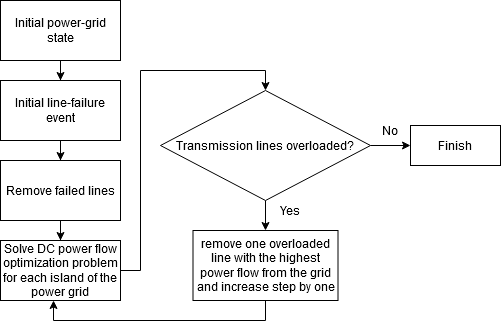 Initial power-grid
state
Initial line-failure
event
Remove failed lines
Solve DC power flow
optimization problem
for each island of the
power grid
Transmission lines overloaded?
No
Finish
Yes
remove one overloaded
line with the highest
power flow from the grid
and increase step by one